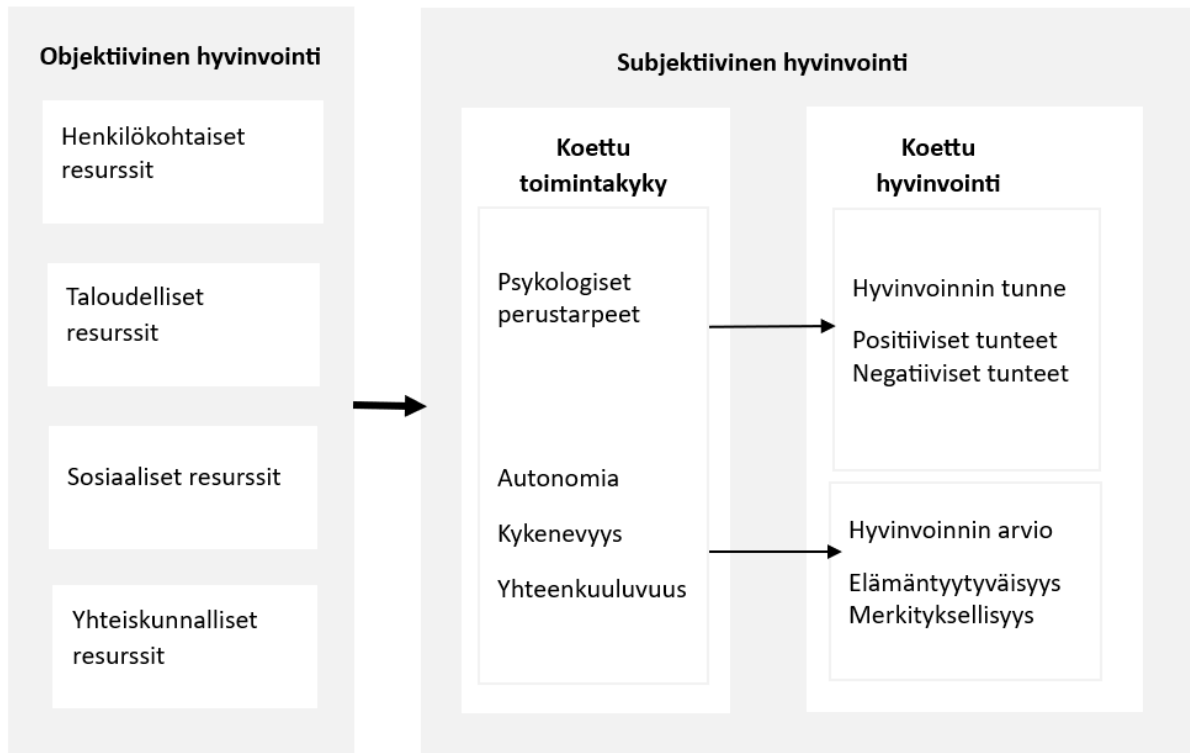 Objektiivinen hyvinvointi
Henkilökohtaiset
resurssit
Taloudelliset
resurssit
Sosiaaliset resurssit
Yhteiskunnalliset
resurssit
Subjektiivinen hyvinvointi
Koettu
toimintakyky
Psykologiset
perustarpeet
Autonomia
Kykenevyys
Yhteenkuuluvuus
Koettu
hyvinvointi
Hyvinvoinnin tunne
Positiiviset tunteet
Negatiiviset tunteet
Hyvinvoinnin arvio
Elämäntyytyväisyys
Merkityksellisyys